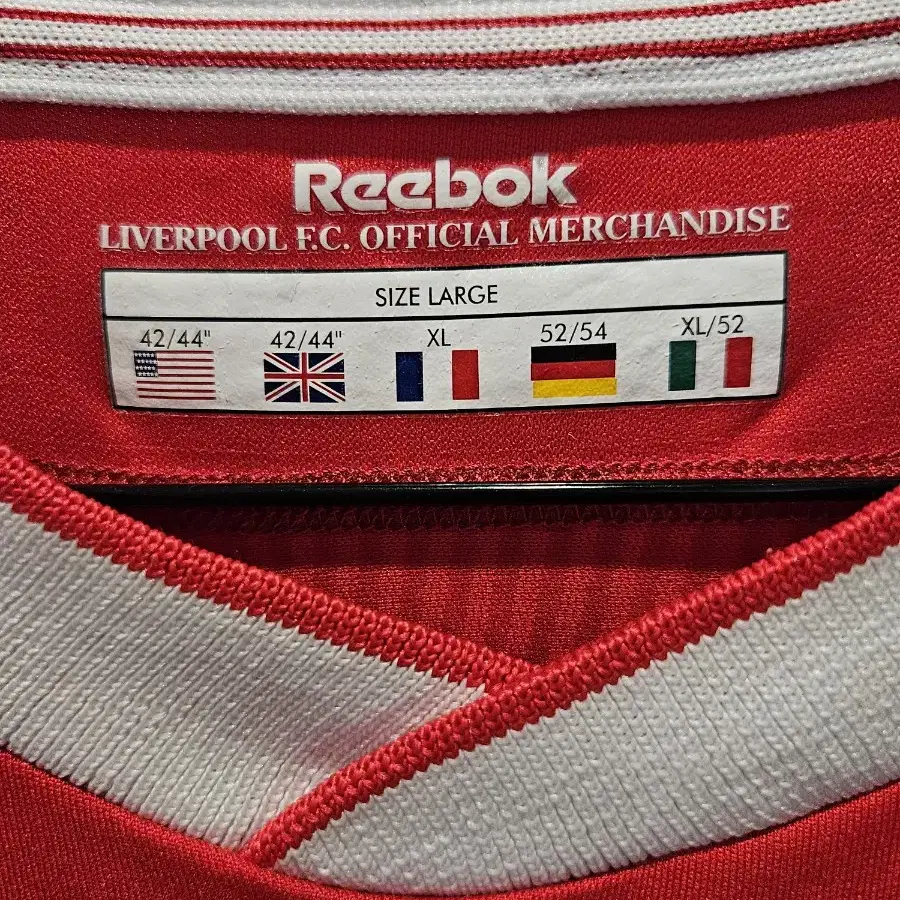 Reebok
LIVERPOOL F.C. OFFICIAL MERCHANDISE
SIZE LARGE
42/44" 42/44" XL 52/54 XL/52